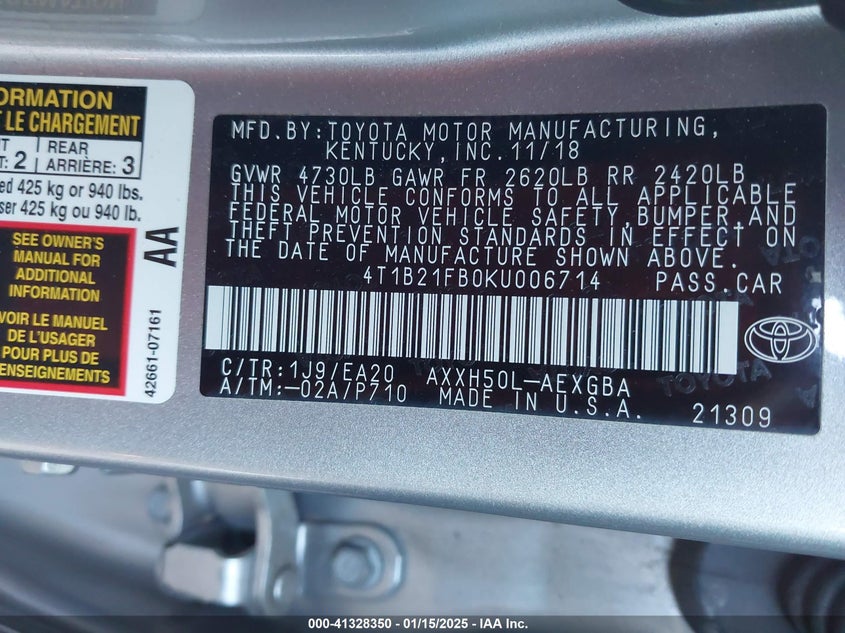 ORMATION
T LE CHARGEMENT
T 2
REAR
ARRIÈRE: 3
ed 425 kg or 940 lbs.
ser 425 kg ou 940 lb.
SEE OWNER'S
MANUAL FOR
ADDITIONAL
INFORMATION
VOIR LE MANUEL
DE L'USAGER
POUR PLUS DE
RENSEIGNEMENTS
AA
42661-07161
MFD.BY:TOYOTA MOTOR MANUFACTURING,
KENTUCKY,INC.11/18
GVWR 4730LB GAWR FR 2620LB RR 2420LB
THIS VEHICLE CONFORMS TO ALL APPLICABLE
FEDERAL MOTOR VEHICLE SAFETY,BUMPER,AND
THEFT PREVENTION STANDARDS IN EFFECT ON
THE DATE OF MANUFACTURE SHOWN ABOVE.
4T1B21FB0KU006714 PASS.CAR
C/TR:1J9/EA20 AXXH50L-AEXGBA
A/TM:-02A/P710 MADE IN U.S.A.
21309
TOYOTA
000-41328350 - 01/15/2025 - IAA Inc.